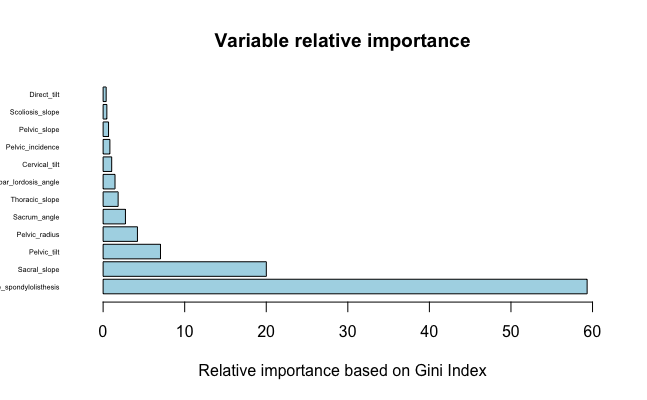 Variable relative importance
Direct_tilt
Scoliosis_slope
Pelvic_slope
Pelvic_incidence
Cervical_tilt
bar_lordosis_angle
Thoracic_slope
Sacrum_angle
Pelvic_radius
Pelvic_tilt
Sacral_slope
_spondylolisthesis
0 10 20 30 40 50 60
Relative importance based on Gini Index